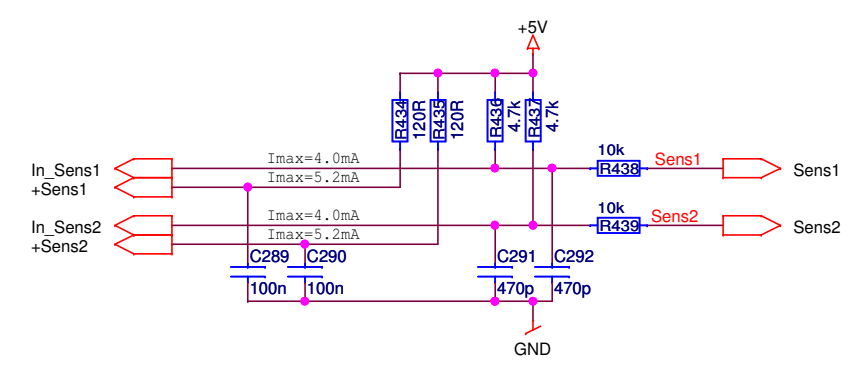 +5V
R434
120R
R435
120R
R436
4.7k
R437
4.7k
In_Sens1
+Sens1
Imax=4.0mA
Imax=5.2mA
10k
R438
Sens1
Sens1
In_Sens2
+Sens2
Imax=4.0mA
Imax=5.2mA
10k
R439
Sens2
Sens2
C289
100n
C290
100n
C291
470p
C292
470p
GND